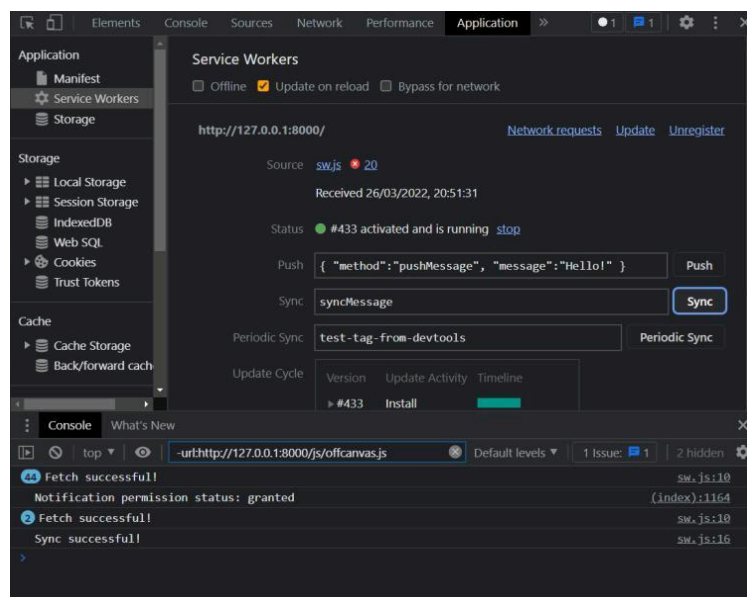 Elements Console Sources Network Performance Application » 1 1
Application
Manifest
Service Workers
Storage
Storage
Local Storage
Session Storage
IndexedDB
Web SQL
Cookies
Trust Tokens
Cache
Cache Storage
Back/forward cach
Service Workers
Offline Update on reload Bypass for network
http://127.0.0.1:8000/ Network requests Update Unregister
Source sw.js 20
Received 26/03/2022, 20:51:31
Status #433 activated and is running stop
Push { "method":"pushMessage", "message":"Hello!" } Push
Sync syncMessage Sync
Periodic Sync test-tag-from-devtools Periodic Sync
Update Cycle Version Update Activity Timeline
#433 Install
Console What's New
top -url:http://127.0.0.1:8000/js/offcanvas.js Default levels 1 Issue: 1 2 hidden
44 Fetch successful! sw.js:10
Notification permission status: granted (index):1164
2 Fetch successful! sw.js:10
Sync successful! sw.js:16